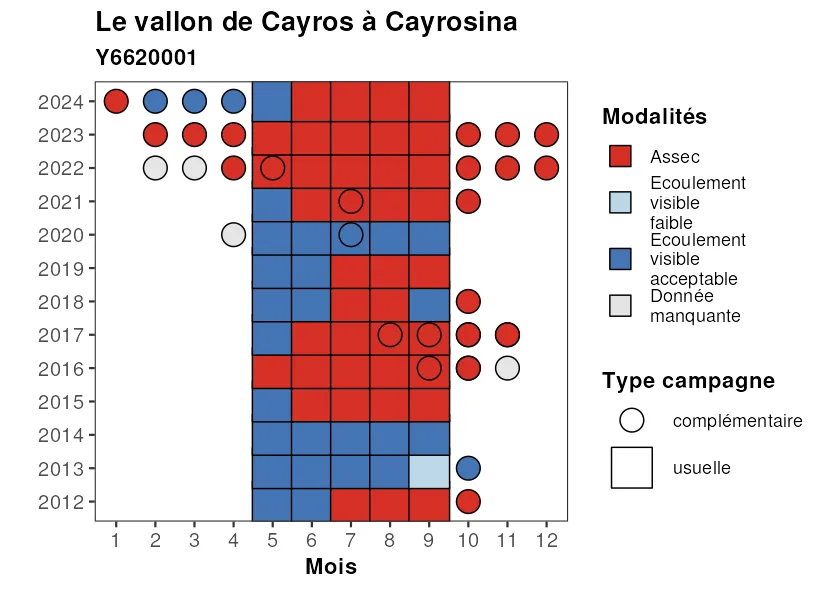 Le vallon de Cayros à Cayrosina
Y6620001
2024
2023
2022
2021
2020
2019
2018
2017
2016
2015
2014
2013
2012
1 2 3 4 5 6 7 8 9 10 11 12
Mois
Modalités
Assec
Ecoulement
visible
faible
Ecoulement
visible
acceptable
Donnée
manquante
Type campagne
complémentaire
usuelle